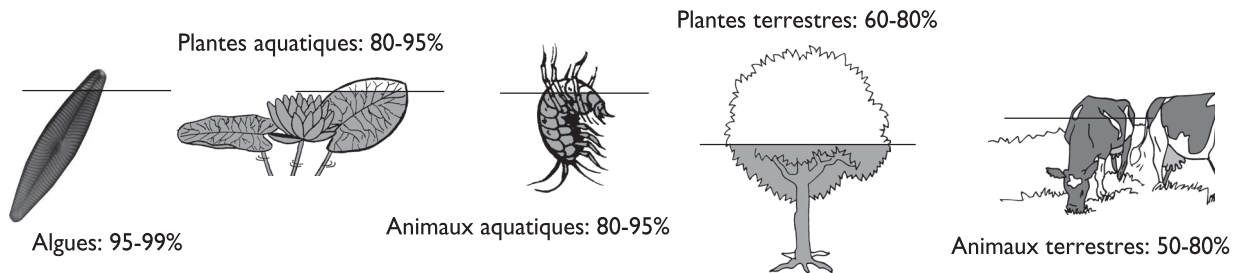 Plantes terrestres: 60-80%
Plantes aquatiques: 80-95%
Animaux aquatiques: 80-95%
Algues: 95-99%
Animaux terrestres: 50-80%